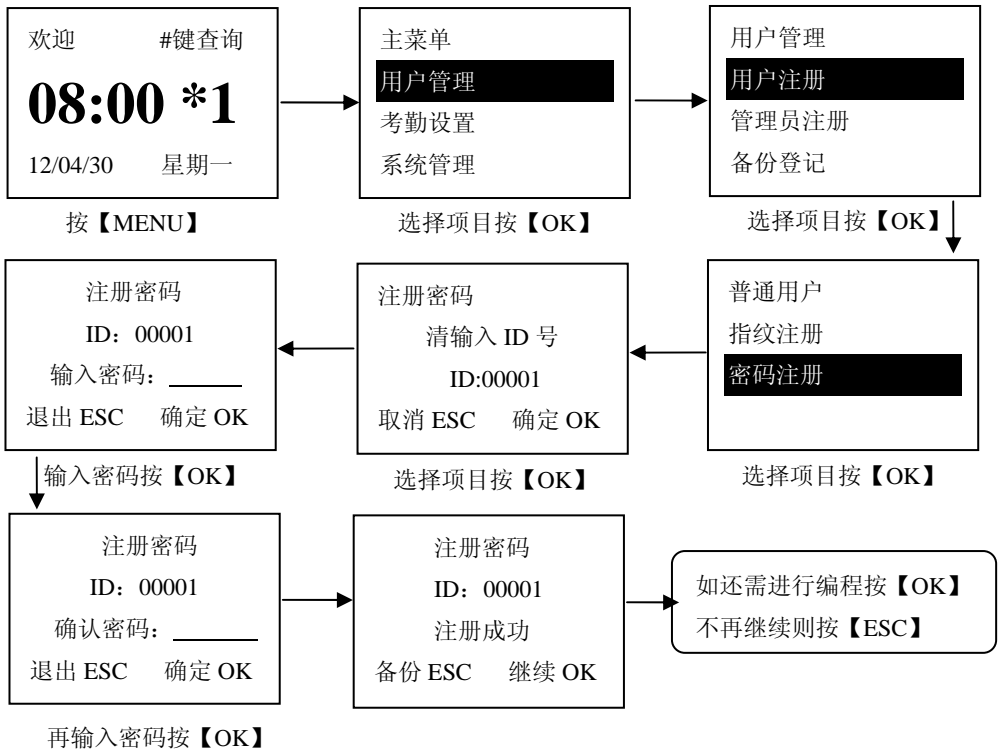 欢迎 #键查询
08:00 *1
12/04/30 星期一
按【MENU】
主菜单
用户管理
考勤设置
系统管理
选择项目按【OK】
用户管理
用户注册
管理员注册
备份登记
选择项目按【OK】
普通用户
指纹注册
密码注册
选择项目按【OK】
注册密码
清输入 ID 号
ID:00001
取消 ESC 确定 OK
选择项目按【OK】
注册密码
ID：00001
输入密码：
退出 ESC 确定 OK
输入密码按【OK】
注册密码
ID：00001
确认密码：
退出 ESC 确定 OK
再输入密码按【OK】
注册密码
ID：00001
注册成功
备份 ESC 继续 OK
如还需进行编程按【OK】
不再继续则按【ESC】